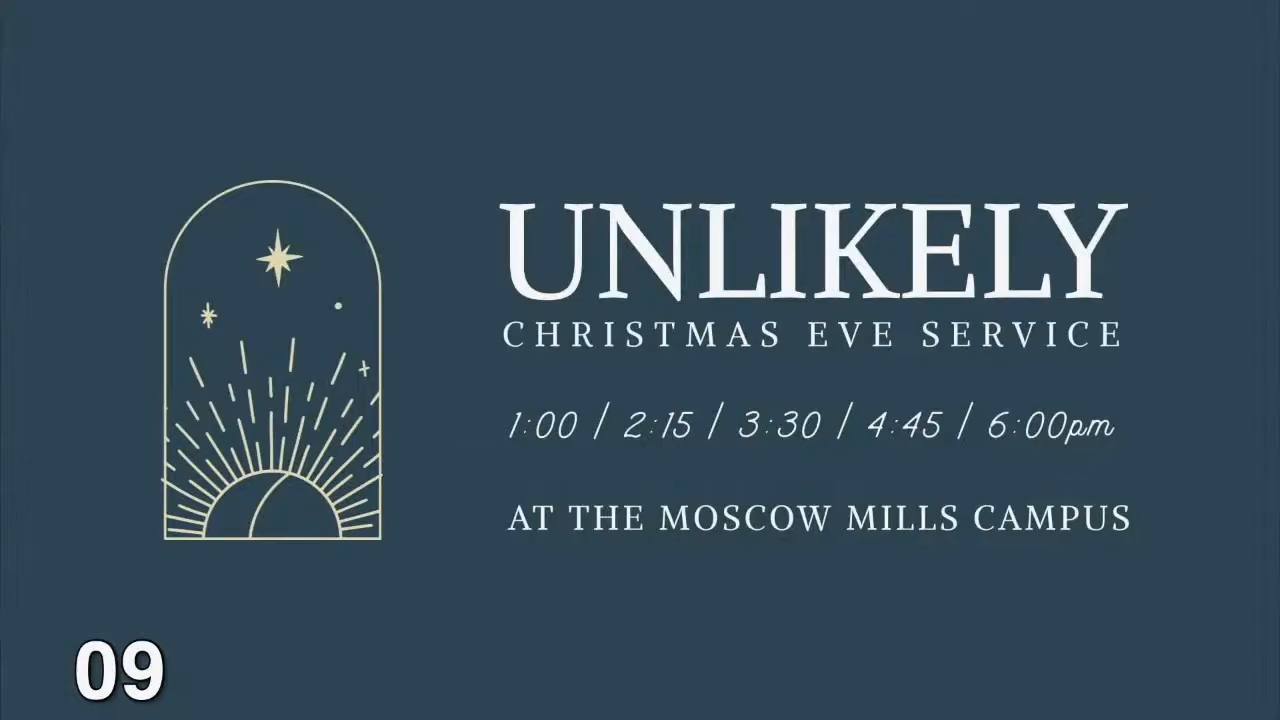 UNLIKELY
CHRISTMAS EVE SERVICE
1:00 / 2:15 / 3:30 / 4:45 / 6:00pm
AT THE MOSCOW MILLS CAMPUS
09